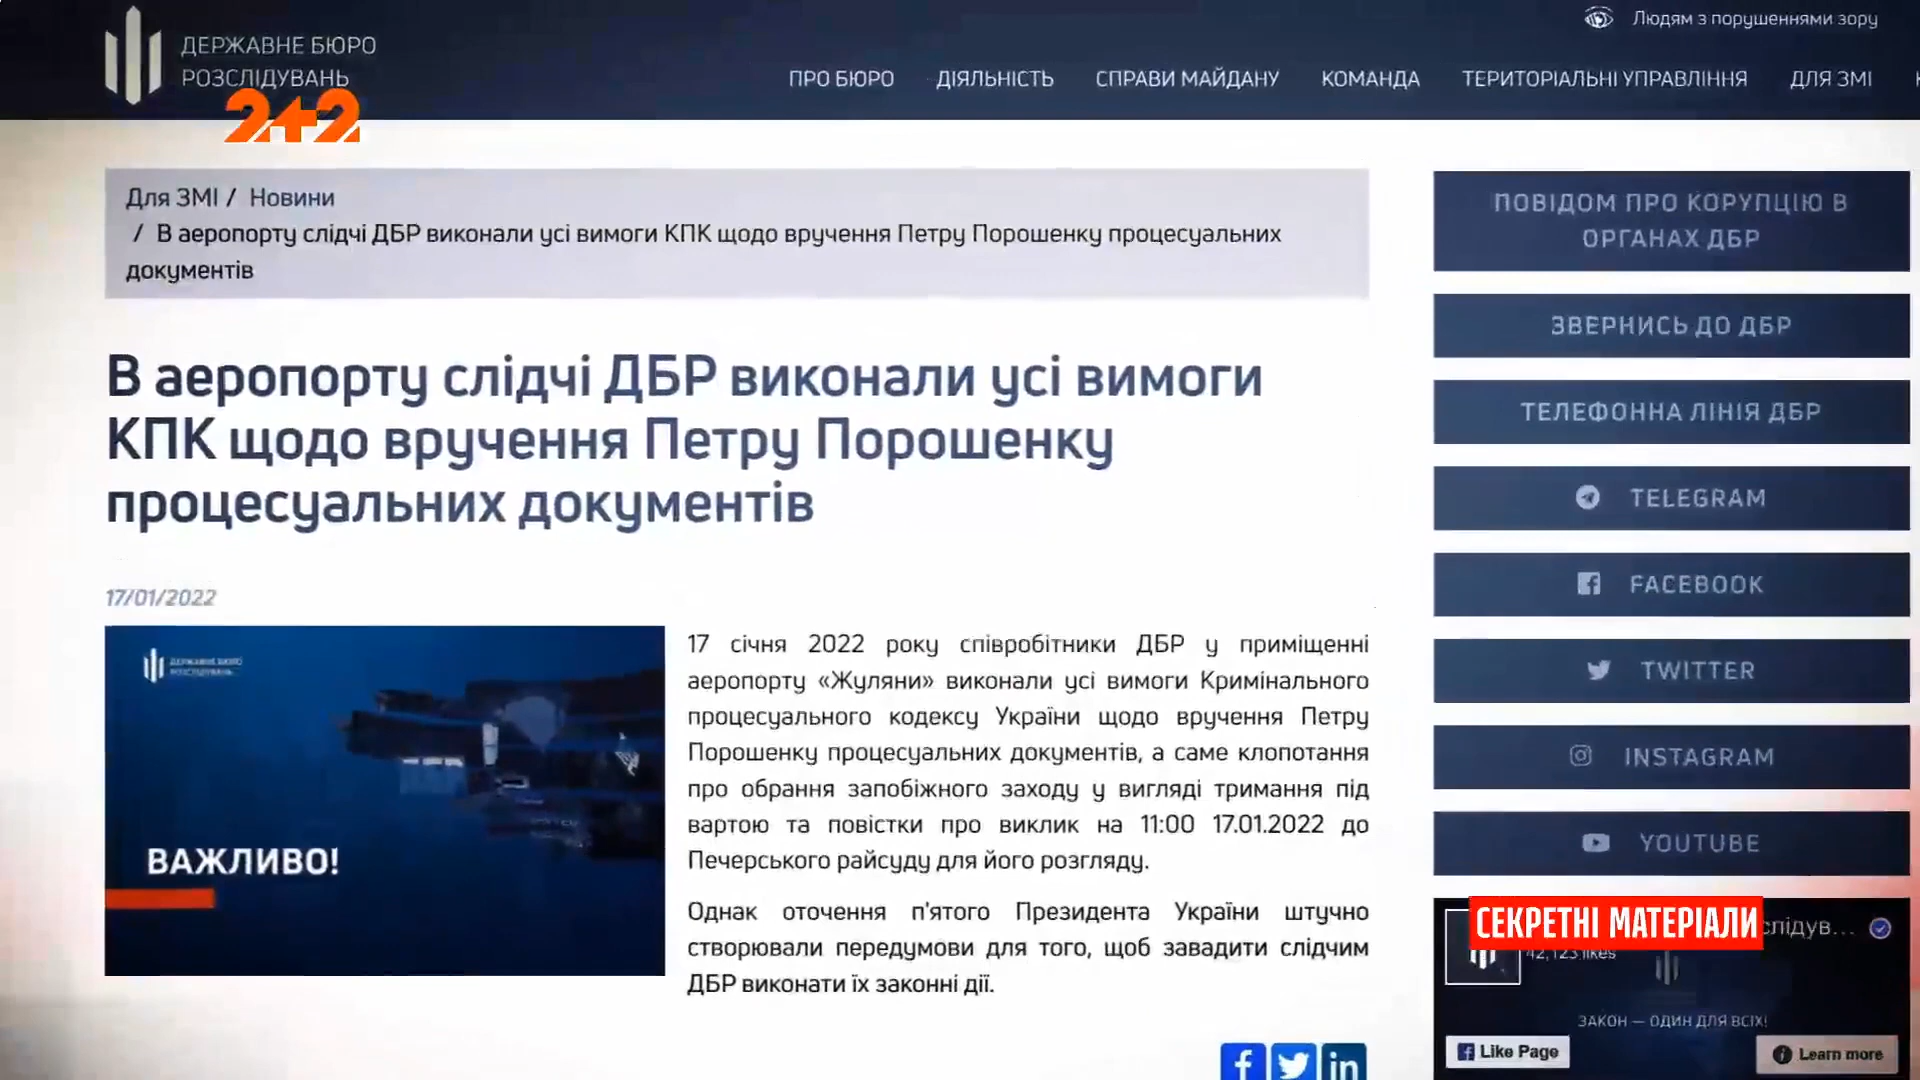 Людям з порушеннями зору
ДЕРЖАВНЕ БЮРО
РОЗСЛІДУВАНЬ
ПРО БЮРО
ДІЯЛЬНІСТЬ
СПРАВИ МАЙДАНУ
КОМАНДА
ТЕРИТОРІАЛЬНІ УПРАВЛІННЯ
ДЛЯ ЗМІ
2+2
Для ЗМІ / Новини
/ В аеропорту слідчі ДБР виконали усі вимоги КПК щодо вручення Петру Порошенку процесуальних
документів
В аеропорту слідчі ДБР виконали усі вимоги
КПК щодо вручення Петру Порошенку
процесуальних документів
17/01/2022
ДЕРЖАВНЕ БЮРО
РОЗСЛІДУВАНЬ
ВАЖЛИВО!
17 січня 2022 року співробітники ДБР у приміщенні
аеропорту «Жуляни» виконали усі вимоги Кримінального
процесуального кодексу України щодо вручення Петру
Порошенку процесуальних документів, а саме клопотання
про обрання запобіжного заходу у вигляді тримання під
вартою та повістки про виклик на 11:00 17.01.2022 до
Печерського райсуду для його розгляду.
Однак оточення п'ятого Президента України штучно
створювали передумови для того, щоб завадити слідчим
ДБР виконати їх законні дії.
ПОВІДОМ ПРО КОРУПЦІЮ В
ОРГАНАХ ДБР
ЗВЕРНИСЬ ДО ДБР
ТЕЛЕФОННА ЛІНІЯ ДБР
TELEGRAM
FACEBOOK
TWITTER
INSTAGRAM
YOUTUBE
СЕКРЕТНІ МАТЕРІАЛИ
слідув...
42,123 likes
ЗАКОН — ОДИН ДЛЯ ВСІХ!
Like Page
Learn more